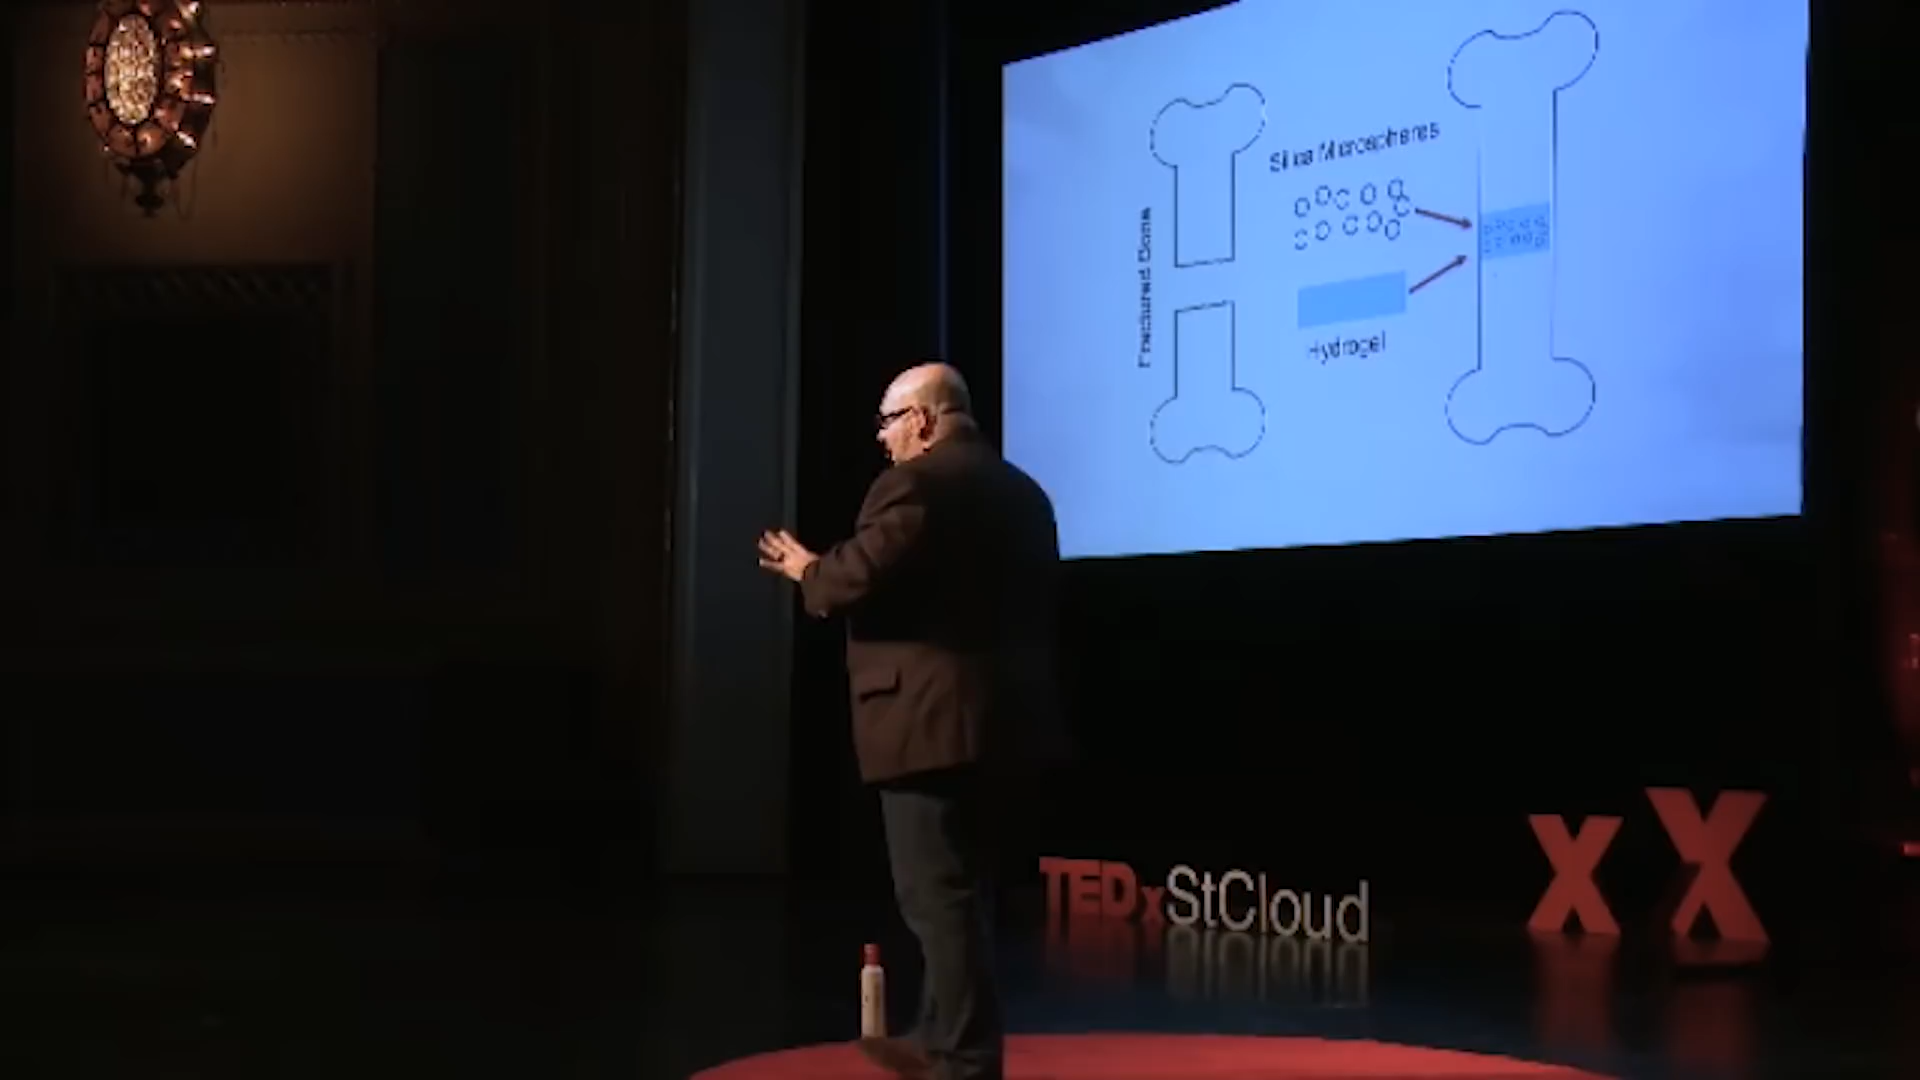 Silica Microspheres
Fractured Bone
Hydrogel
TEDxStCloud
x X